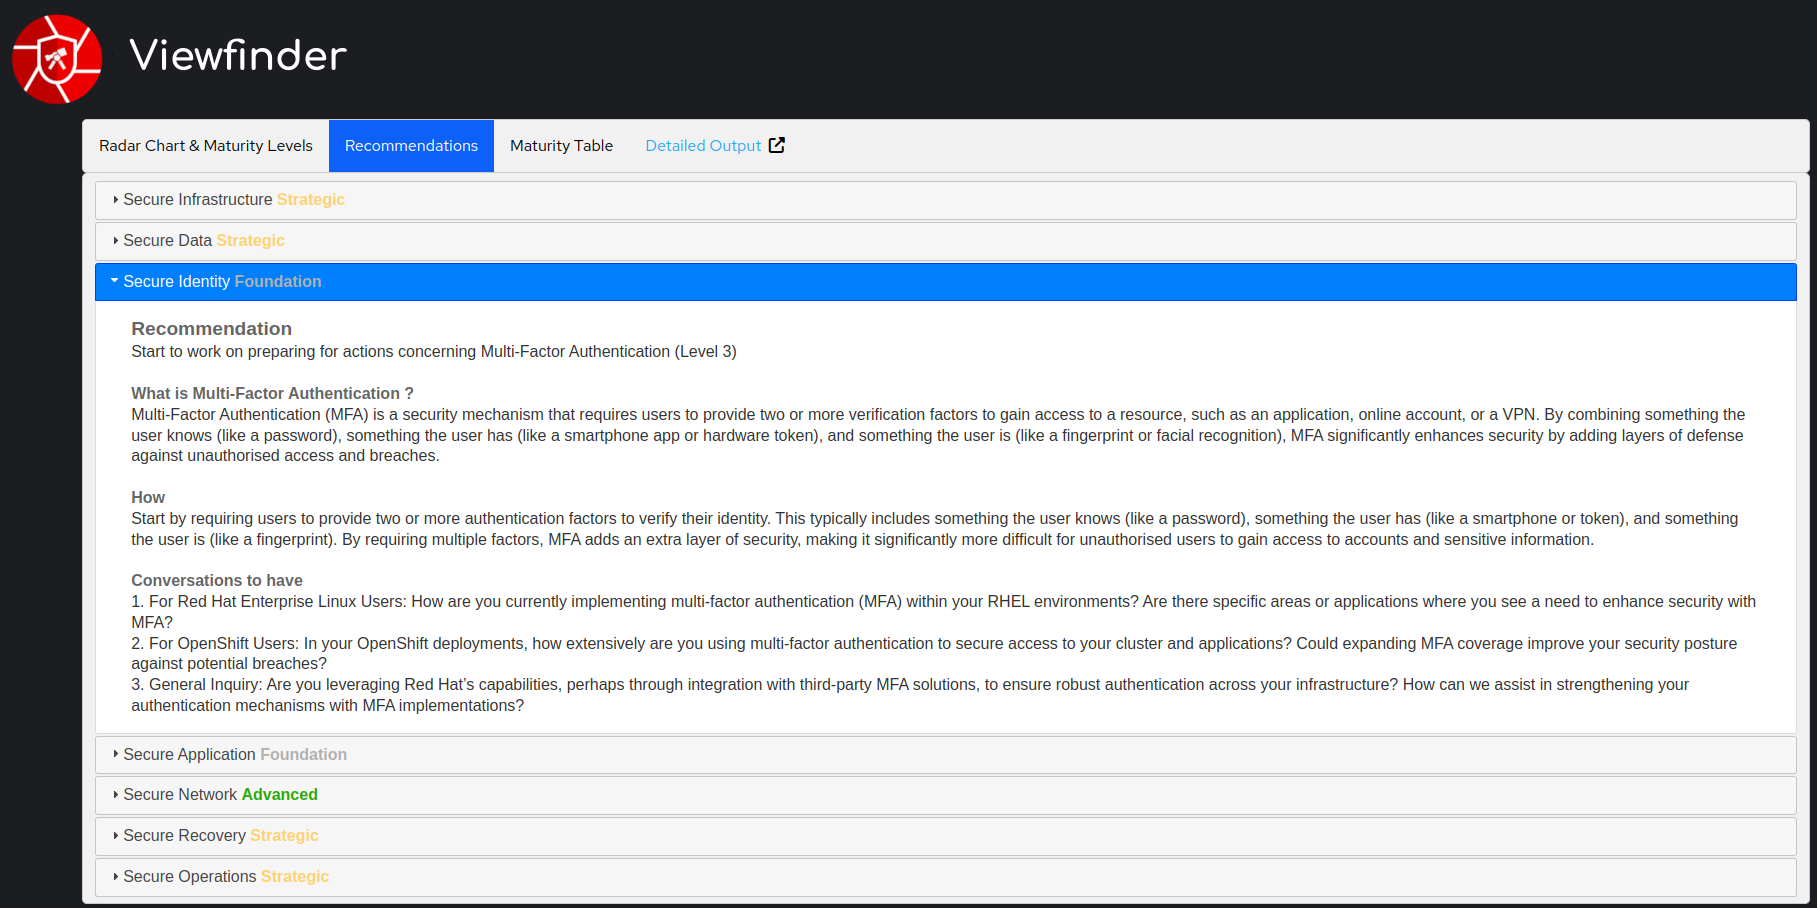 Viewfinder
Radar Chart & Maturity Levels Recommendations Maturity Table Detailed Output
Secure Infrastructure Strategic
Secure Data Strategic
Secure Identity Foundation
Recommendation
Start to work on preparing for actions concerning Multi-Factor Authentication (Level 3)
What is Multi-Factor Authentication ?
Multi-Factor Authentication (MFA) is a security mechanism that requires users to provide two or more verification factors to gain access to a resource, such as an application, online account, or a VPN. By combining something the
user knows (like a password), something the user has (like a smartphone app or hardware token), and something the user is (like a fingerprint or facial recognition), MFA significantly enhances security by adding layers of defense
against unauthorised access and breaches.
How
Start by requiring users to provide two or more authentication factors to verify their identity. This typically includes something the user knows (like a password), something the user has (like a smartphone or token), and something
the user is (like a fingerprint). By requiring multiple factors, MFA adds an extra layer of security, making it significantly more difficult for unauthorised users to gain access to accounts and sensitive information.
Conversations to have
1. For Red Hat Enterprise Linux Users: How are you currently implementing multi-factor authentication (MFA) within your RHEL environments? Are there specific areas or applications where you see a need to enhance security with
MFA?
2. For OpenShift Users: In your OpenShift deployments, how extensively are you using multi-factor authentication to secure access to your cluster and applications? Could expanding MFA coverage improve your security posture
against potential breaches?
3. General Inquiry: Are you leveraging Red Hat’s capabilities, perhaps through integration with third-party MFA solutions, to ensure robust authentication across your infrastructure? How can we assist in strengthening your
authentication mechanisms with MFA implementations?
Secure Application Foundation
Secure Network Advanced
Secure Recovery Strategic
Secure Operations Strategic